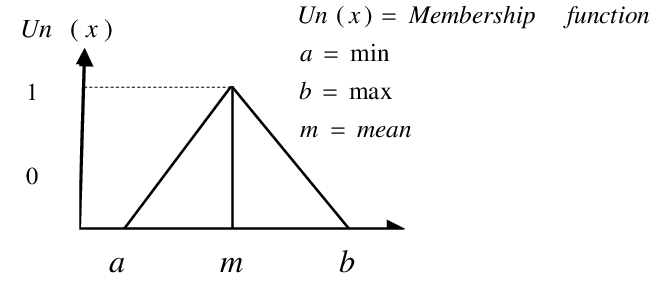 Un (x)
Un (x) = Membership function
a = min
b = max
m = mean
1
0
a m b